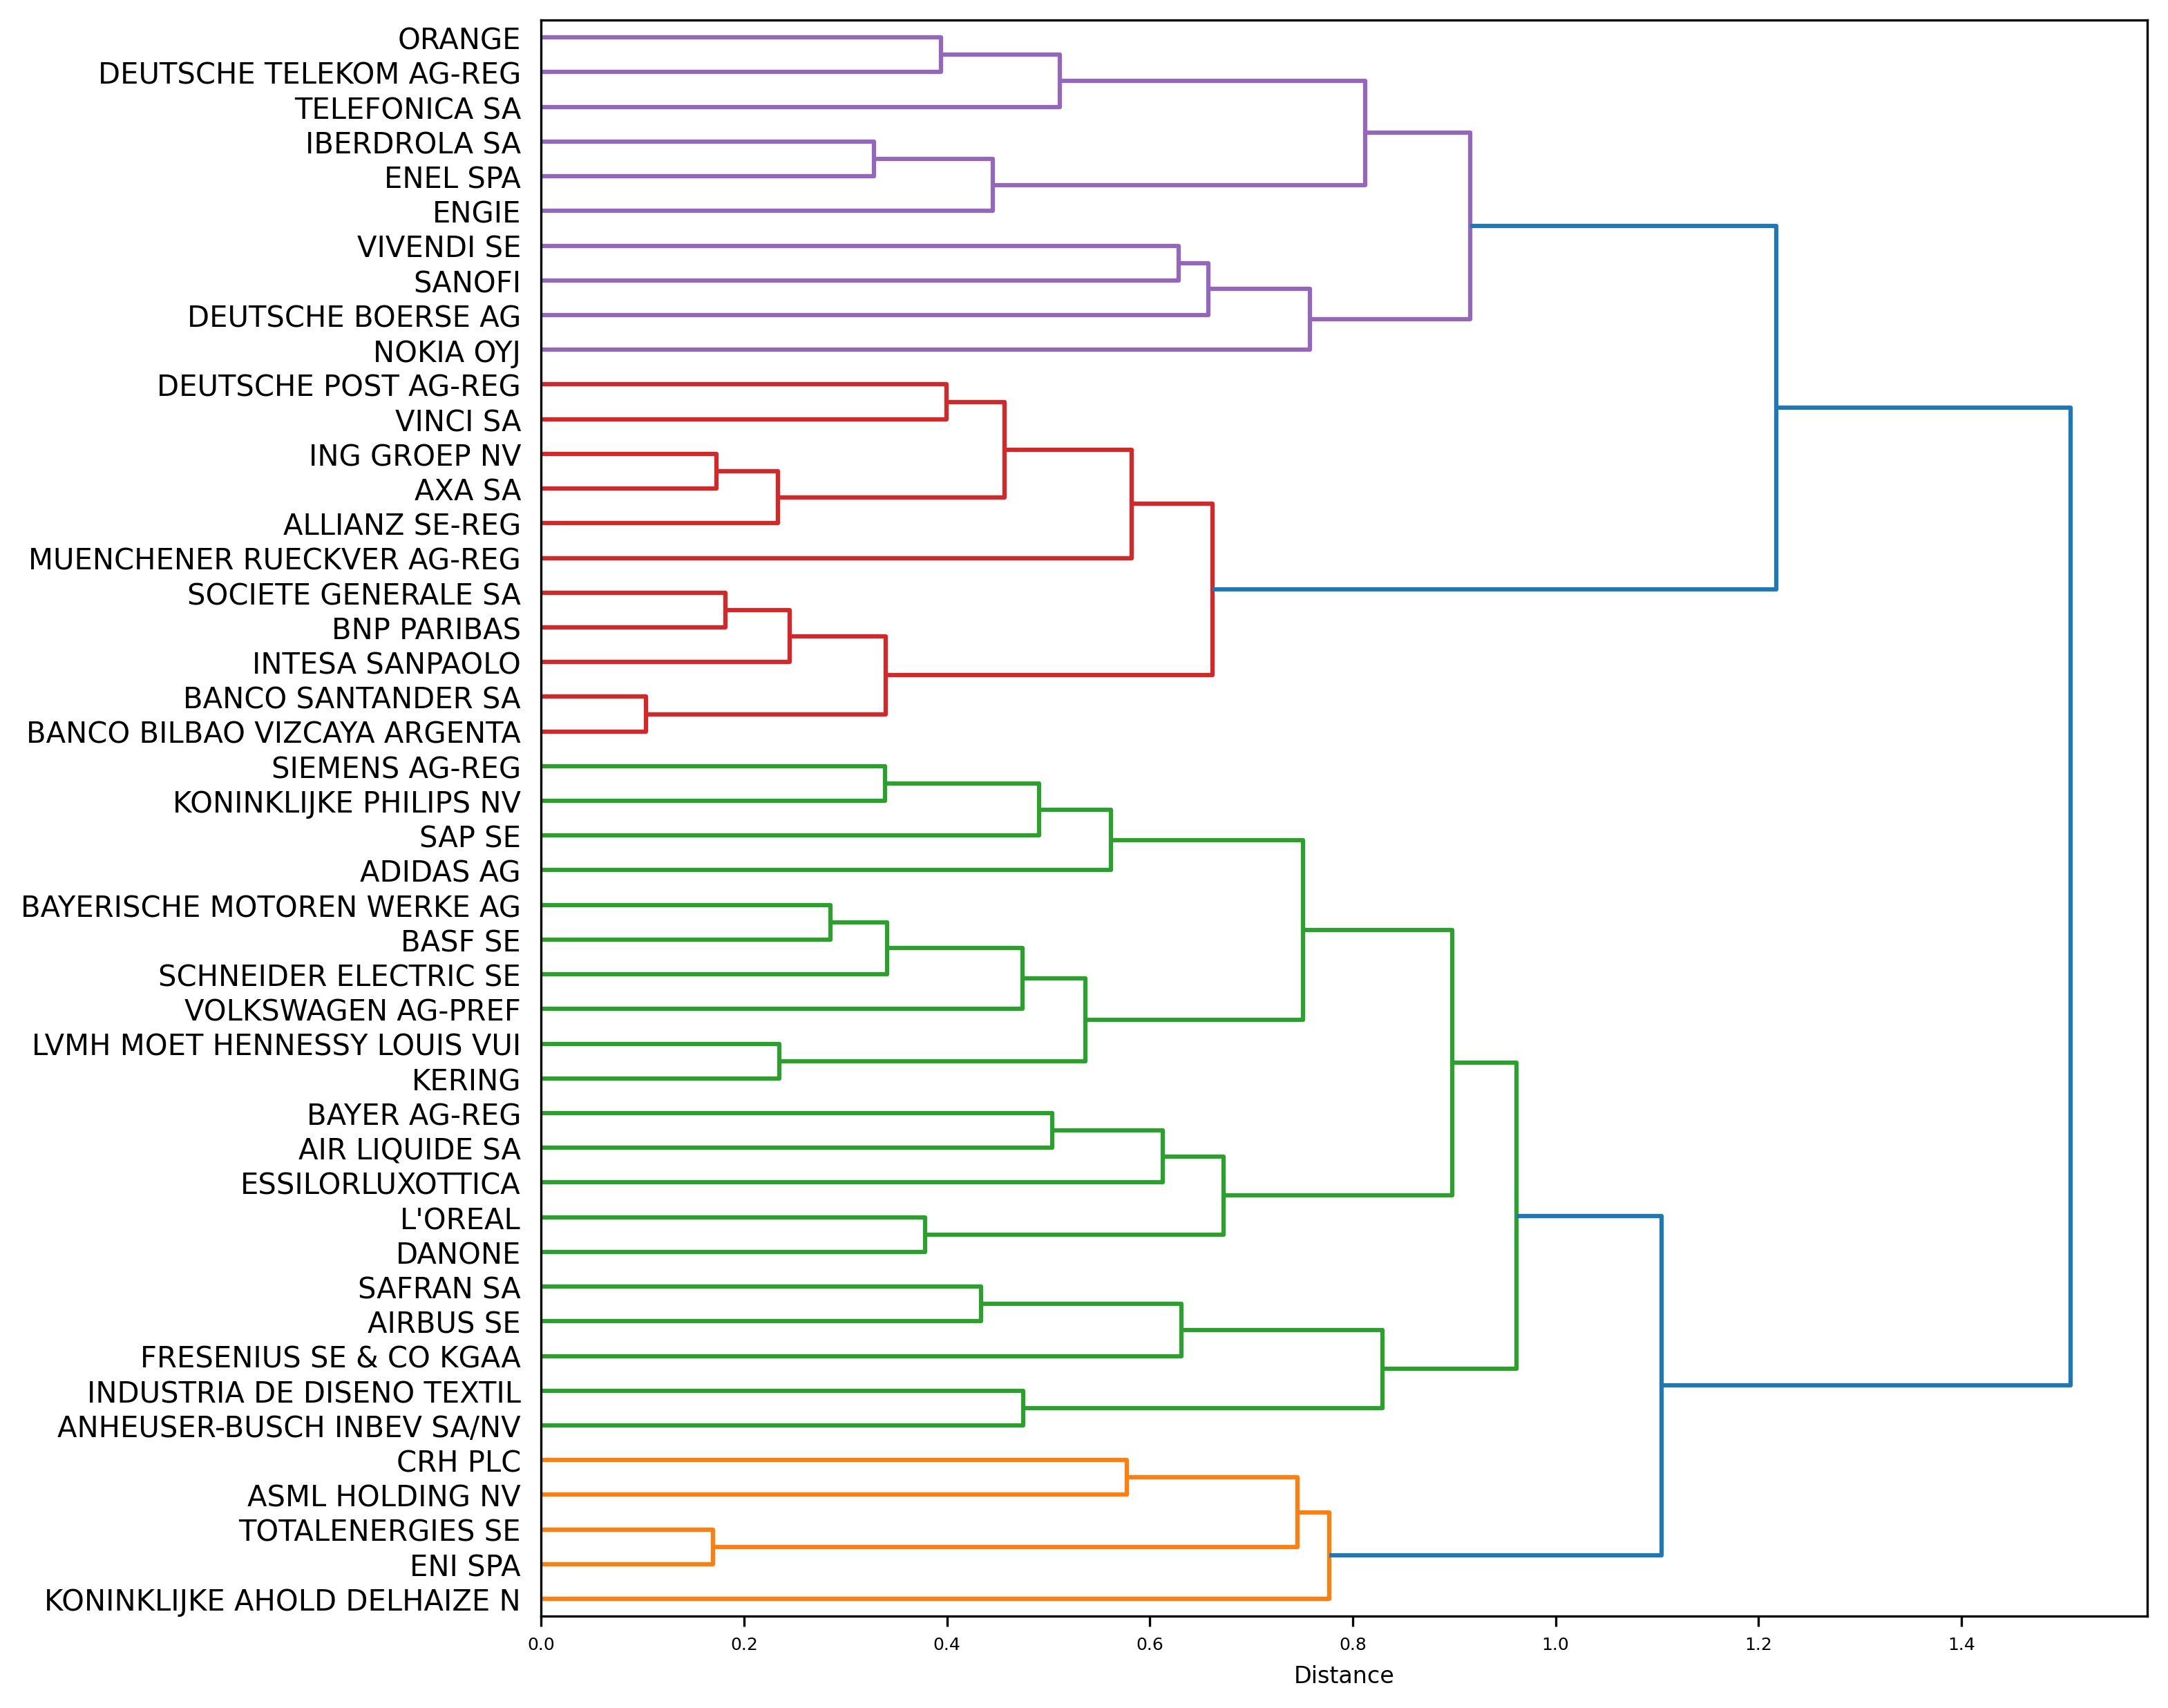 ORANGE
DEUTSCHE TELEKOM AG-REG
TELEFONICA SA
IBERDROLA SA
ENEL SPA
ENGIE
VIVENDI SE
SANOFI
DEUTSCHE BOERSE AG
NOKIA OYJ
DEUTSCHE POST AG-REG
VINCI SA
ING GROEP NV
AXA SA
ALLIANZ SE-REG
MUENCHENER RUECKVER AG-REG
SOCIETE GENERALE SA
BNP PARIBAS
INTESA SANPAOLO
BANCO SANTANDER SA
BANCO BILBAO VIZCAYA ARGENTA
SIEMENS AG-REG
KONINKLIJKE PHILIPS NV
SAP SE
ADIDAS AG
BAYERISCHE MOTOREN WERKE AG
BASF SE
SCHNEIDER ELECTRIC SE
VOLKSWAGEN AG-PREF
LVMH MOET HENNESSY LOUIS VUI
KERING
BAYER AG-REG
AIR LIQUIDE SA
ESSILORLUXOTTICA
L'OREAL
DANONE
SAFRAN SA
AIRBUS SE
FRESENIUS SE & CO KGAA
INDUSTRIA DE DISENO TEXTIL
ANHEUSER-BUSCH INBEV SA/NV
CRH PLC
ASML HOLDING NV
TOTALENERGIES SE
ENI SPA
KONINKLIJKE AHOLD DELHAIZE N
0.0 0.2 0.4 0.6 0.8 1.0 1.2 1.4
Distance